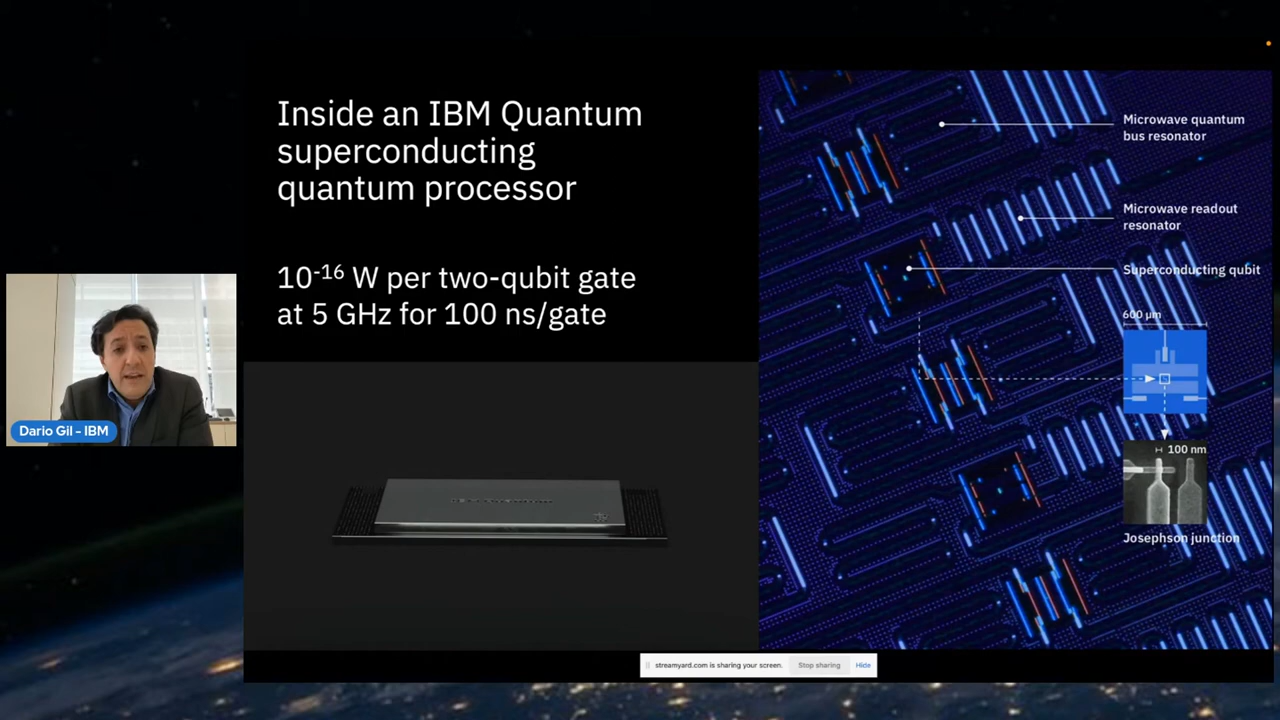 Inside an IBM Quantum
superconducting
quantum processor
10-16 W per two-qubit gate
at 5 GHz for 100 ns/gate
Microwave quantum
bus resonator
Microwave readout
resonator
Superconducting qubit
600 µm
100 nm
Josephson junction
Dario Gil – IBM
IBM Quantum
streamyard.com is sharing your screen.
Stop sharing
Hide